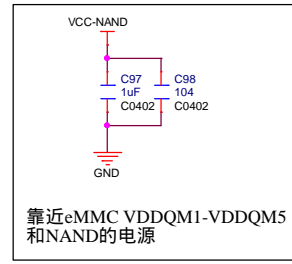 VCC-NAND
C97
1uF
C0402
C98
104
C0402
GND
靠近eMMC VDDQM1-VDDQM5
和NAND的电源